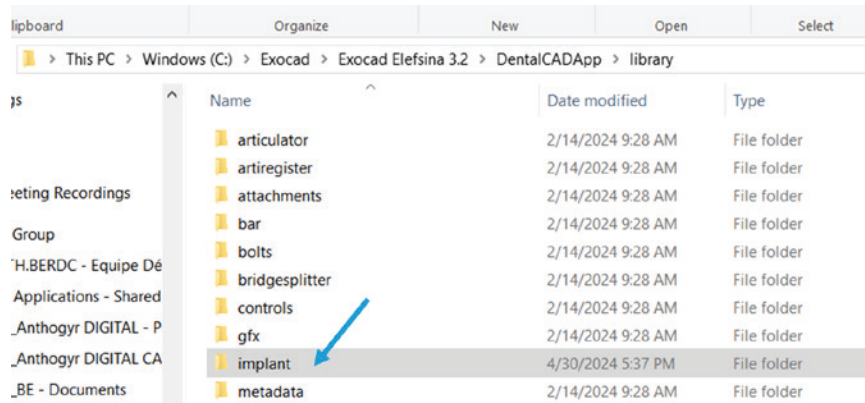 lipboard Organize New Open Select
> This PC > Windows (C:) > Exocad > Exocad Elefsina 3.2 > DentalCADApp > library
gs Name Date modified Type
articulator 2/14/2024 9:28 AM File folder
artiregister 2/14/2024 9:28 AM File folder
eeting Recordings attachments 2/14/2024 9:28 AM File folder
bar 2/14/2024 9:28 AM File folder
Group bolts 2/14/2024 9:28 AM File folder
H.BERDC - Equipe Dé bridgesplitter 2/14/2024 9:28 AM File folder
Applications - Shared controls 2/14/2024 9:28 AM File folder
_Anthogyr DIGITAL - P gfx 2/14/2024 9:28 AM File folder
_Anthogyr DIGITAL CA implant 4/30/2024 5:37 PM File folder
_BE - Documents metadata 2/14/2024 9:28 AM File folder